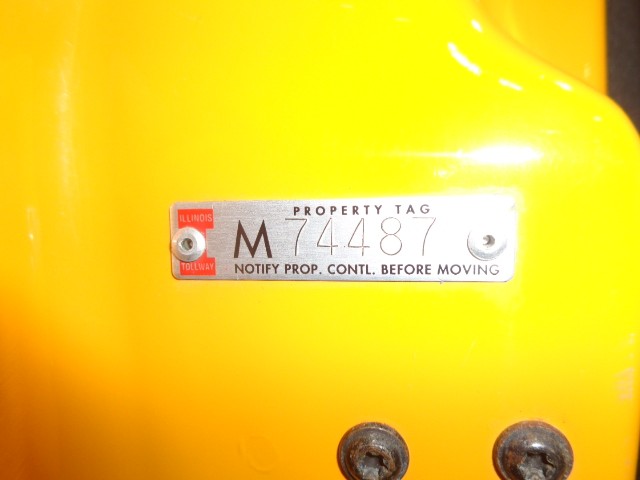 PROPERTY TAG
ILLINOIS
TOLLWAY
M 74487
NOTIFY PROP. CONTL. BEFORE MOVING